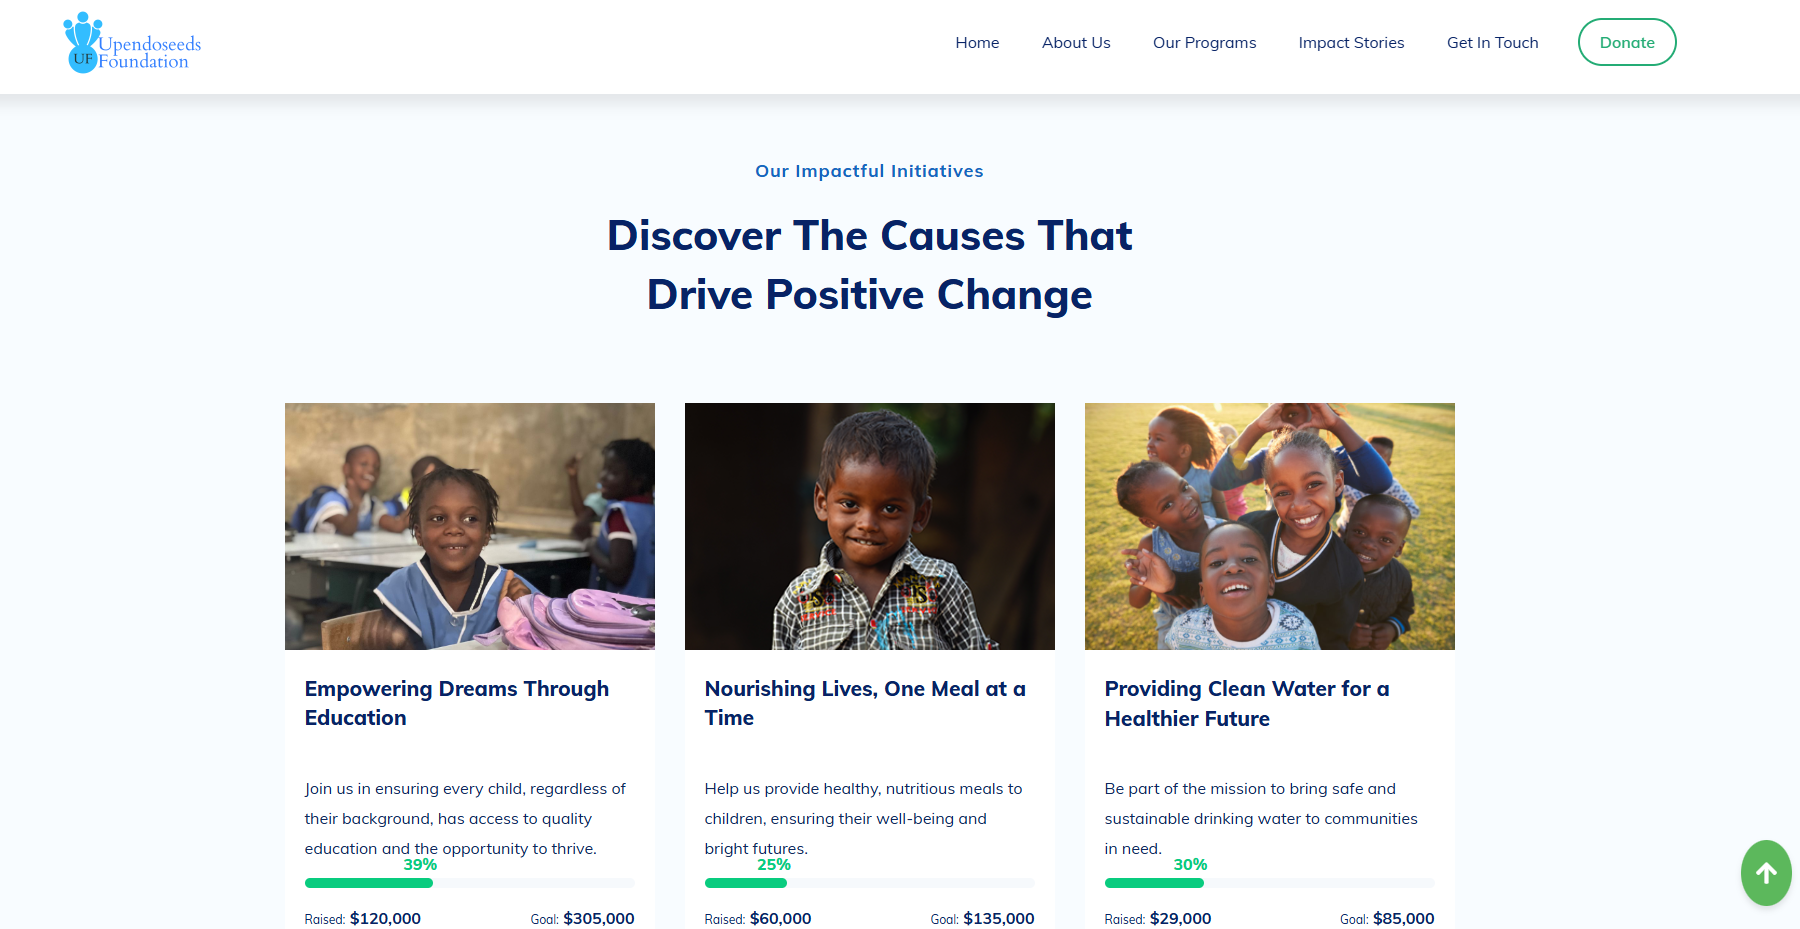 UF
Upendoseeds
Foundation
Home About Us Our Programs Impact Stories Get In Touch Donate
Our Impactful Initiatives
Discover The Causes That
Drive Positive Change
Empowering Dreams Through
Education
Join us in ensuring every child, regardless of
their background, has access to quality
education and the opportunity to thrive.
39%
Raised: $120,000 Goal: $305,000
Nourishing Lives, One Meal at a
Time
Help us provide healthy, nutritious meals to
children, ensuring their well-being and
bright futures.
25%
Raised: $60,000 Goal: $135,000
Providing Clean Water for a
Healthier Future
Be part of the mission to bring safe and
sustainable drinking water to communities
in need.
30%
Raised: $29,000 Goal: $85,000